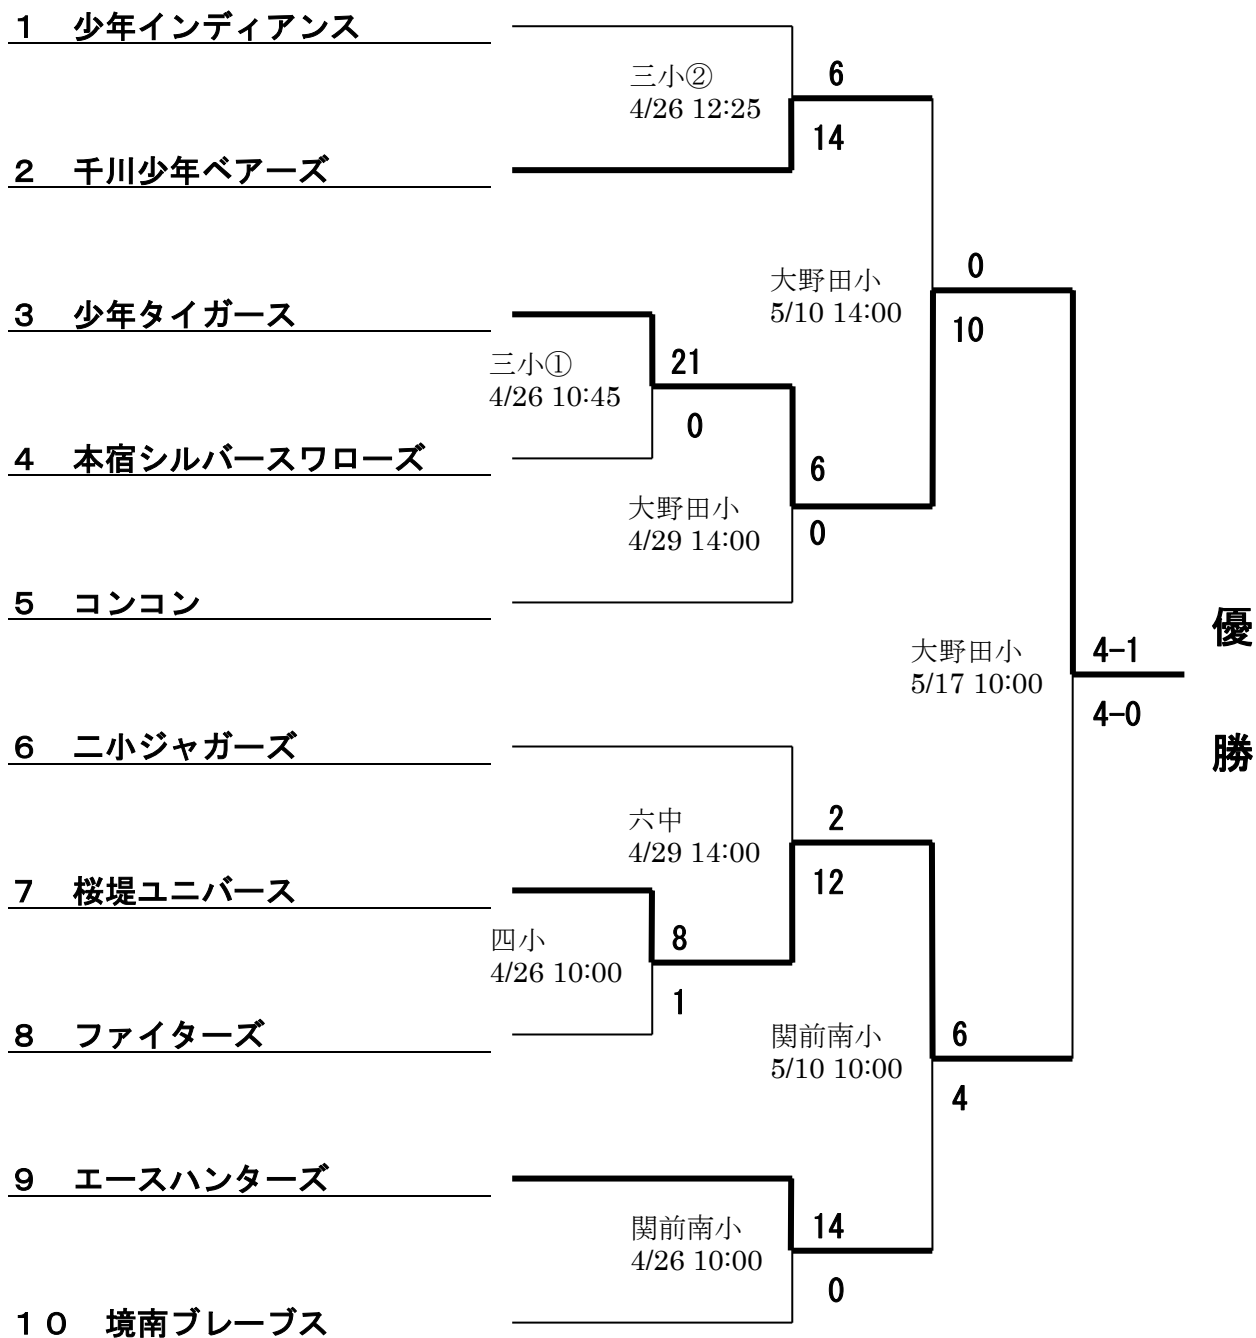 １　少年インディアンス
三小②
4/26 12:25
6
14
２　千川少年ベアーズ
大野田小
5/10 14:00
0
10
３　少年タイガース
三小①
4/26 10:45
21
0
４　本宿シルバースワローズ
大野田小
4/29 14:00
6
0
５　コンコン
大野田小
5/17 10:00
4-1
4-0
優
勝
６　二小ジャガーズ
六中
4/29 14:00
2
12
７　桜堤ユニバース
四小
4/26 10:00
8
1
８　ファイターズ
関前南小
5/10 10:00
6
4
９　エースハンターズ
関前南小
4/26 10:00
14
0
１０　境南ブレーブス